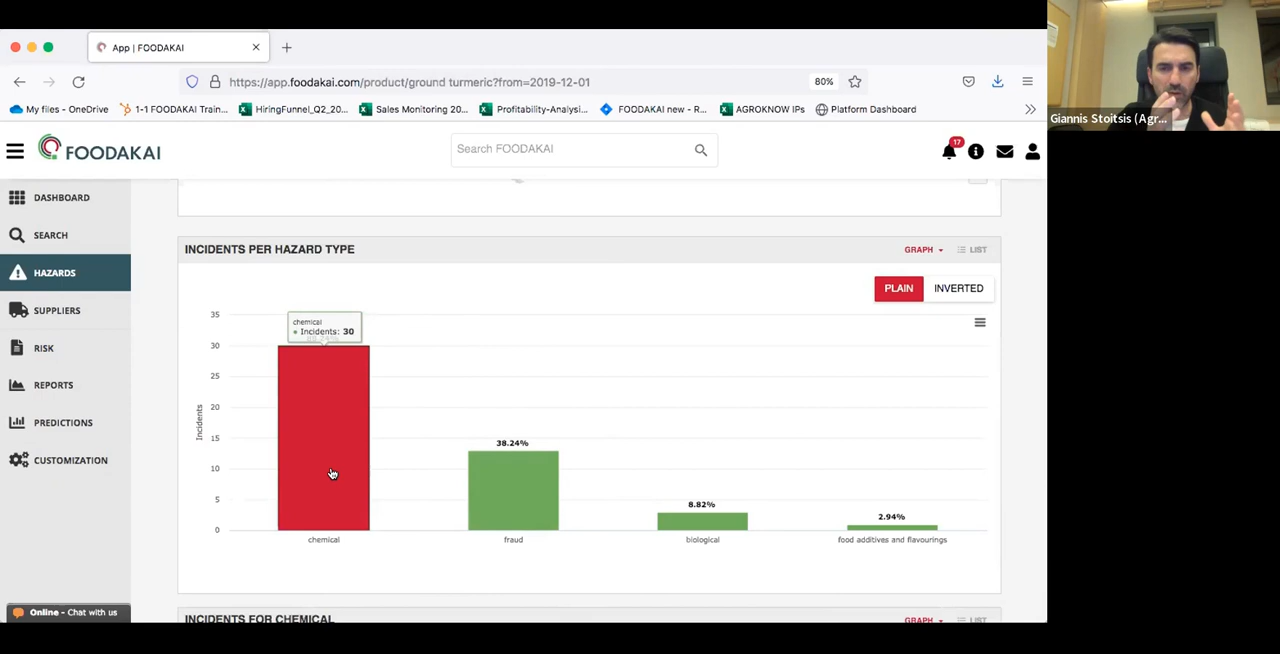 App | FOODAKAI
https://app.foodakai.com/product/ground turmeric?from=2019-12-01
80%
My files - OneDrive
1-1 FOODAKAI Train...
HiringFunnel_Q2_20...
Sales Monitoring 20...
Profitability-Analysi...
FOODAKAI new - R...
AGROKNOW IPs
Platform Dashboard
Giannis Stoitsis (Agr...
FOODAKAI
Search FOODAKAI
17
DASHBOARD
SEARCH
HAZARDS
SUPPLIERS
RISK
REPORTS
PREDICTIONS
CUSTOMIZATION
Online - Chat with us
INCIDENTS PER HAZARD TYPE
GRAPH
LIST
PLAIN
INVERTED
35
30
25
20
15
10
5
0
Incidents
chemical
Incidents: 30
38.24%
8.82%
2.94%
chemical
fraud
biological
food additives and flavourings
INCIDENTS FOR CHEMICAL
GRAPH
LIST